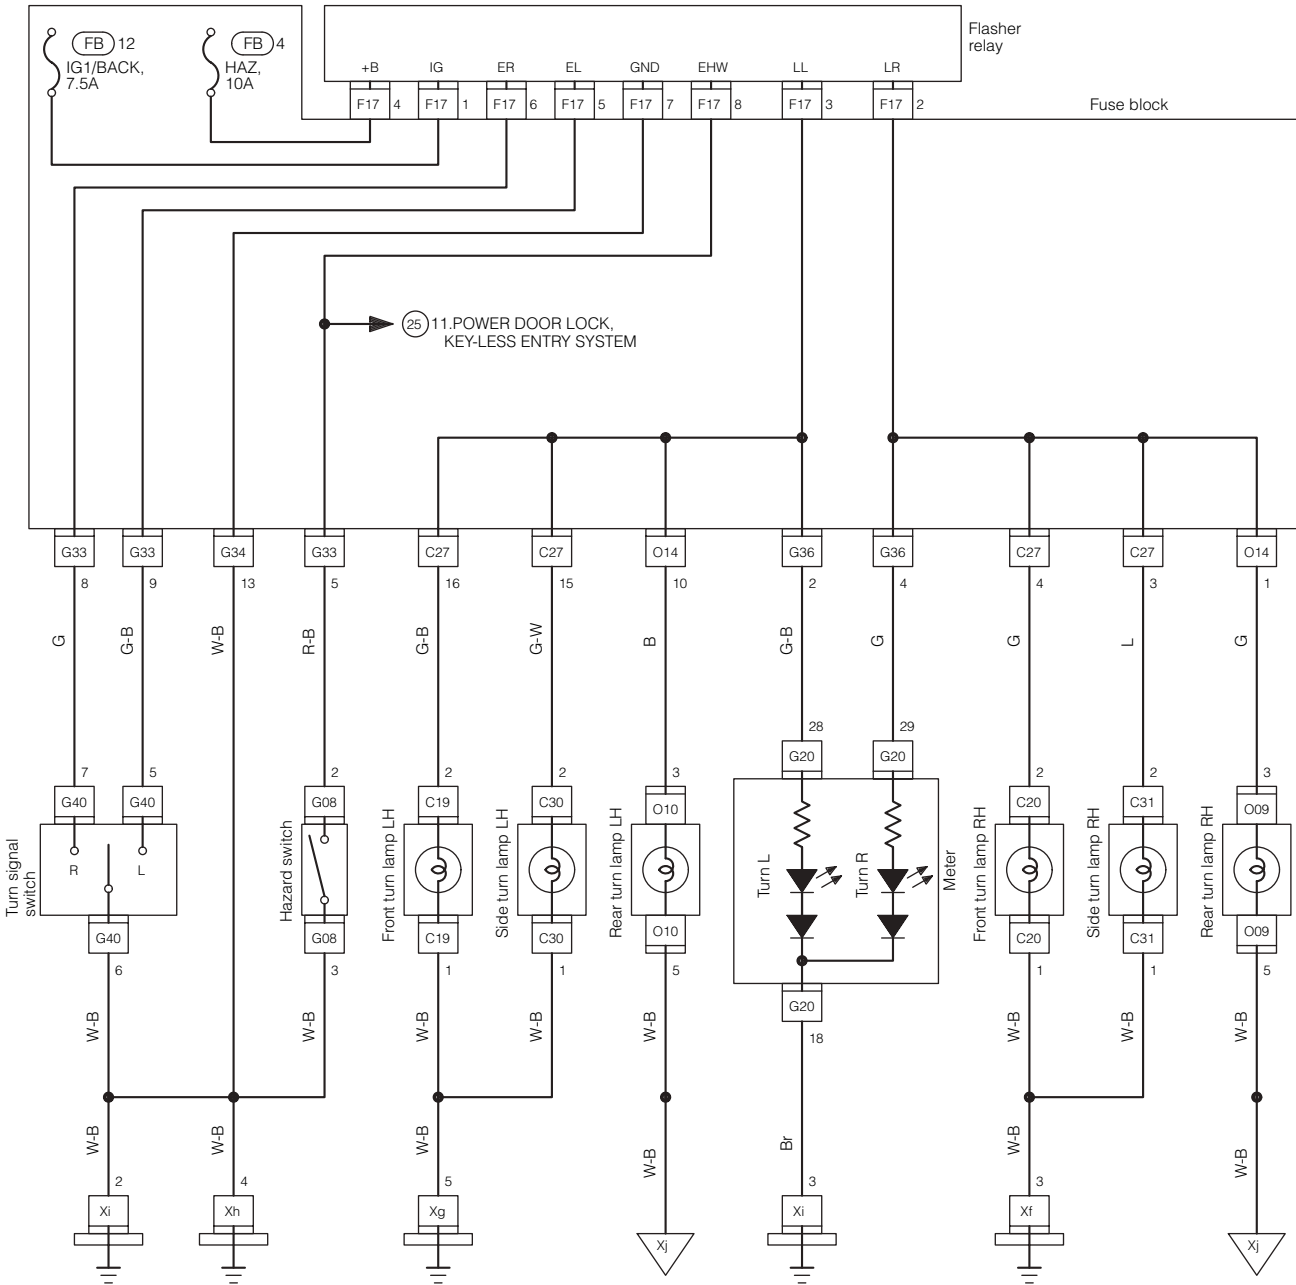 FB 12
IG1/BACK,
7.5A
FB 4
HAZ,
10A
Flasher
relay
+B IG ER EL GND EHW LL LR
F17 4 F17 1 F17 6 F17 5 F17 7 F17 8 F17 3 F17 2
Fuse block
25 11.POWER DOOR LOCK,
KEY-LESS ENTRY SYSTEM
G33 G33 G34 G33 C27 C27 O14 G36 G36 C27 C27 O14
8 9 13 5 16 15 10 2 4 4 3 1
G G-B W-B R-B G-B G-W B G-B G G L G
28 29
G20 G20
7 5 2 2 2 3 2 2 3
G40 G40 G08 C19 C30 O10 C20 C31 O09
Turn signal
switch
R L
Hazard switch
Front turn lamp LH
Side turn lamp LH
Rear turn lamp LH
Turn L
Turn R
Meter
Front turn lamp RH
Side turn lamp RH
Rear turn lamp RH
G40 G08 C19 C30 O10 C20 C31 O09
6 3 1 1 5 1 1 5
G20
18
W-B W-B W-B W-B W-B W-B W-B W-B
W-B W-B W-B W-B Br W-B W-B
2 4 5 3 3
Xi Xh Xg Xj Xi Xf Xj